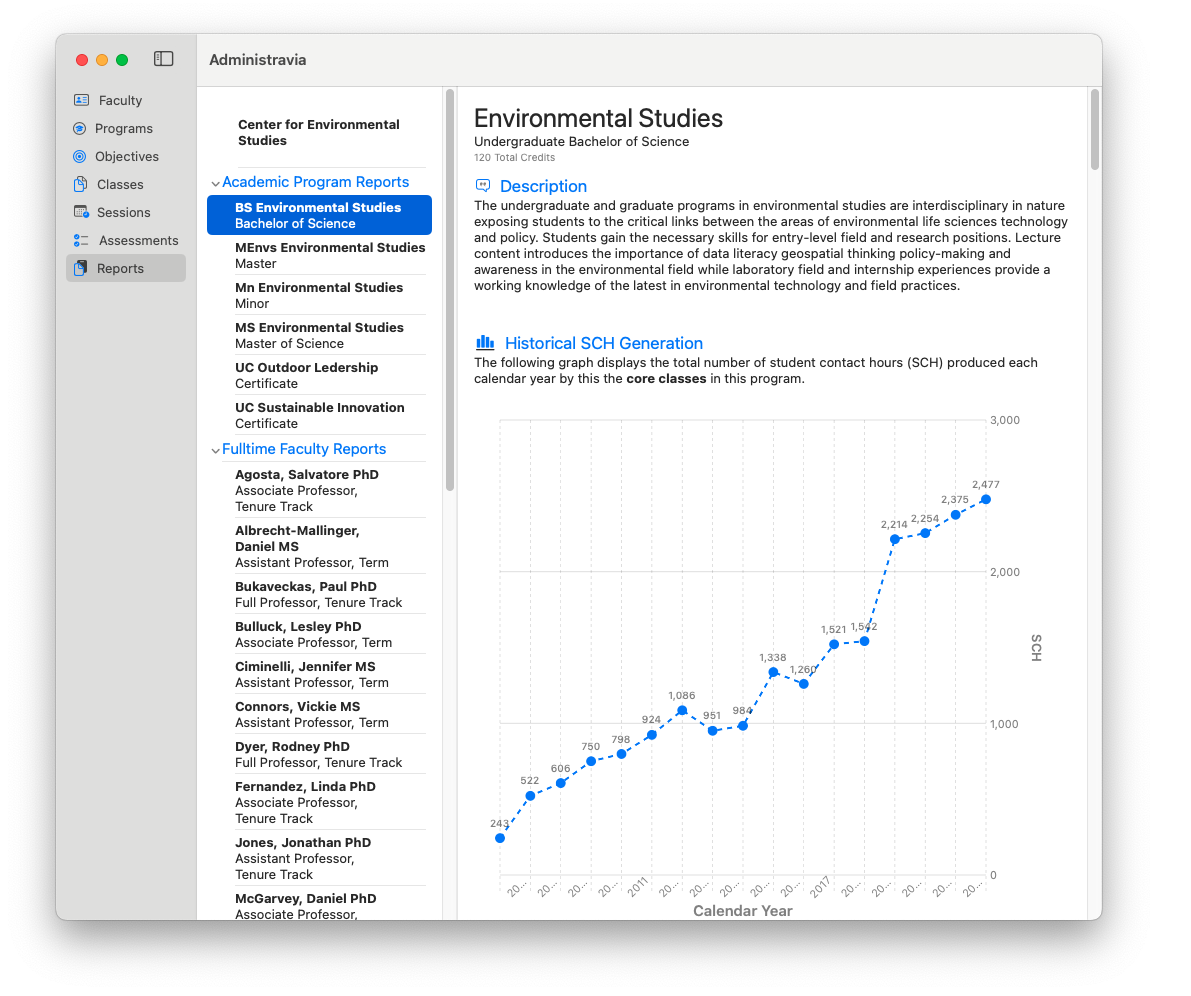 Administravia
Faculty
Programs
Objectives
Classes
Sessions
Assessments
Reports
Center for Environmental
Studies
Academic Program Reports
BS Environmental Studies
Bachelor of Science
MEnvs Environmental Studies
Master
Mn Environmental Studies
Minor
MS Environmental Studies
Master of Science
UC Outdoor Ledership
Certificate
UC Sustainable Innovation
Certificate
Fulltime Faculty Reports
Agosta, Salvatore PhD
Associate Professor,
Tenure Track
Albrecht-Mallinger,
Daniel MS
Assistant Professor, Term
Bukaveckas, Paul PhD
Full Professor, Tenure Track
Bulluck, Lesley PhD
Associate Professor, Term
Ciminelli, Jennifer MS
Assistant Professor, Term
Connors, Vickie MS
Assistant Professor, Term
Dyer, Rodney PhD
Full Professor, Tenure Track
Fernandez, Linda PhD
Associate Professor,
Tenure Track
Jones, Jonathan PhD
Assistant Professor,
Tenure Track
McGarvey, Daniel PhD
Associate Professor,
Environmental Studies
Undergraduate Bachelor of Science
120 Total Credits
Description
The undergraduate and graduate programs in environmental studies are interdisciplinary in nature
exposing students to the critical links between the areas of environmental life sciences technology
and policy. Students gain the necessary skills for entry-level field and research positions. Lecture
content introduces the importance of data literacy geospatial thinking policy-making and
awareness in the environmental field while laboratory field and internship experiences provide a
working knowledge of the latest in environmental technology and field practices.
Historical SCH Generation
The following graph displays the total number of student contact hours (SCH) produced each
calendar year by this the core classes in this program.
3,000
2,000
1,000
0
SCH
243
522
606
750
798
924
1,086
951
984
1,338
1,260
1,521
1,542
2,214
2,254
2,375
2,477
20...
20...
20...
20...
2011
20...
20...
20...
20...
20...
2017
20...
20...
20...
20...
20...
Calendar Year